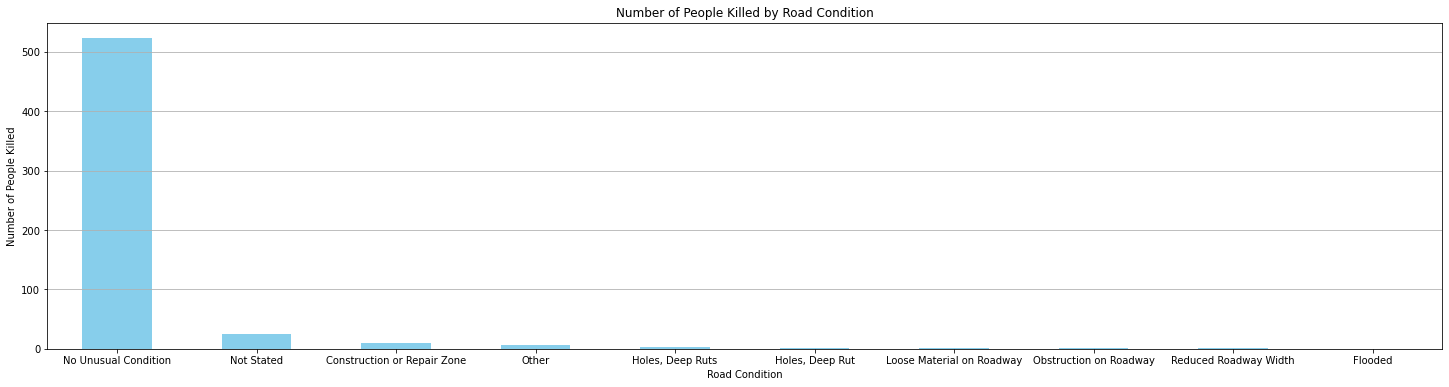 Number of People Killed by Road Condition
Number of People Killed
500
400
300
200
100
0
No Unusual Condition
Not Stated
Construction or Repair Zone
Other
Holes, Deep Ruts
Holes, Deep Rut
Loose Material on Roadway
Obstruction on Roadway
Reduced Roadway Width
Flooded
Road Condition